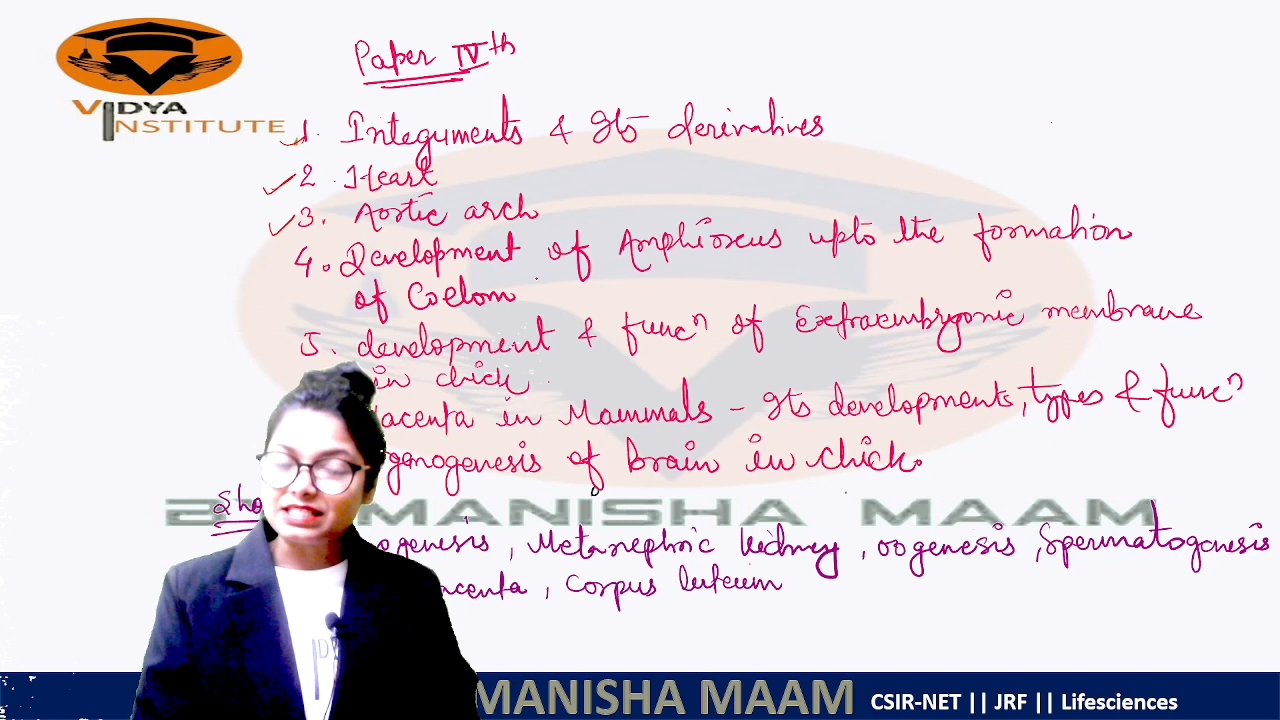 VIDYA
INSTITUTE
Paper IVth
1. Integuments & Its derivatives
2. Heart
3. Aortic arch
4. Development of Amphioxus upto the formation
of Coelom
5. development & funcn of Extraembryonic membrane
in chick
acenta in Mammals - Its developments, types & funcn
ganogenesis of brain in chick.
Sho
MANISHA MAAM
ogenesis, Metanephric kidney, oogenesis, Spermatogenesis
acenta, Corpus luteum
MANISHA MAAM CSIR-NET || JRF || Lifesciences